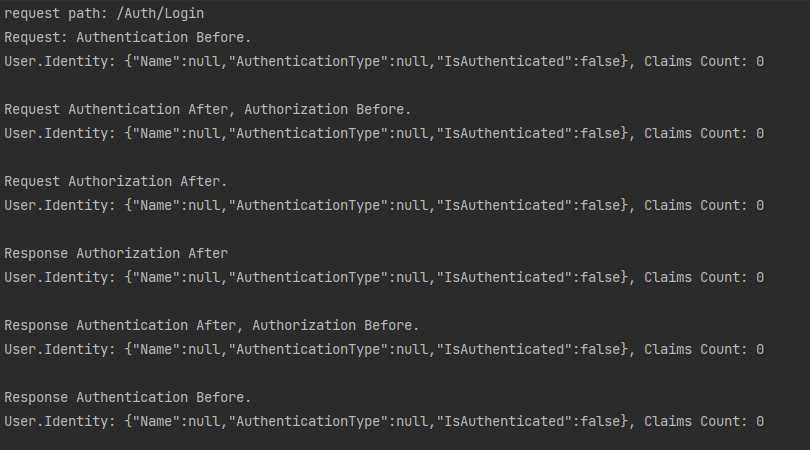 request path: /Auth/Login
Request: Authentication Before.
User.Identity: {"Name":null,"AuthenticationType":null,"IsAuthenticated":false}, Claims Count: 0
Request Authentication After, Authorization Before.
User.Identity: {"Name":null,"AuthenticationType":null,"IsAuthenticated":false}, Claims Count: 0
Request Authorization After.
User.Identity: {"Name":null,"AuthenticationType":null,"IsAuthenticated":false}, Claims Count: 0
Response Authorization After
User.Identity: {"Name":null,"AuthenticationType":null,"IsAuthenticated":false}, Claims Count: 0
Response Authentication After, Authorization Before.
User.Identity: {"Name":null,"AuthenticationType":null,"IsAuthenticated":false}, Claims Count: 0
Response Authentication Before.
User.Identity: {"Name":null,"AuthenticationType":null,"IsAuthenticated":false}, Claims Count: 0